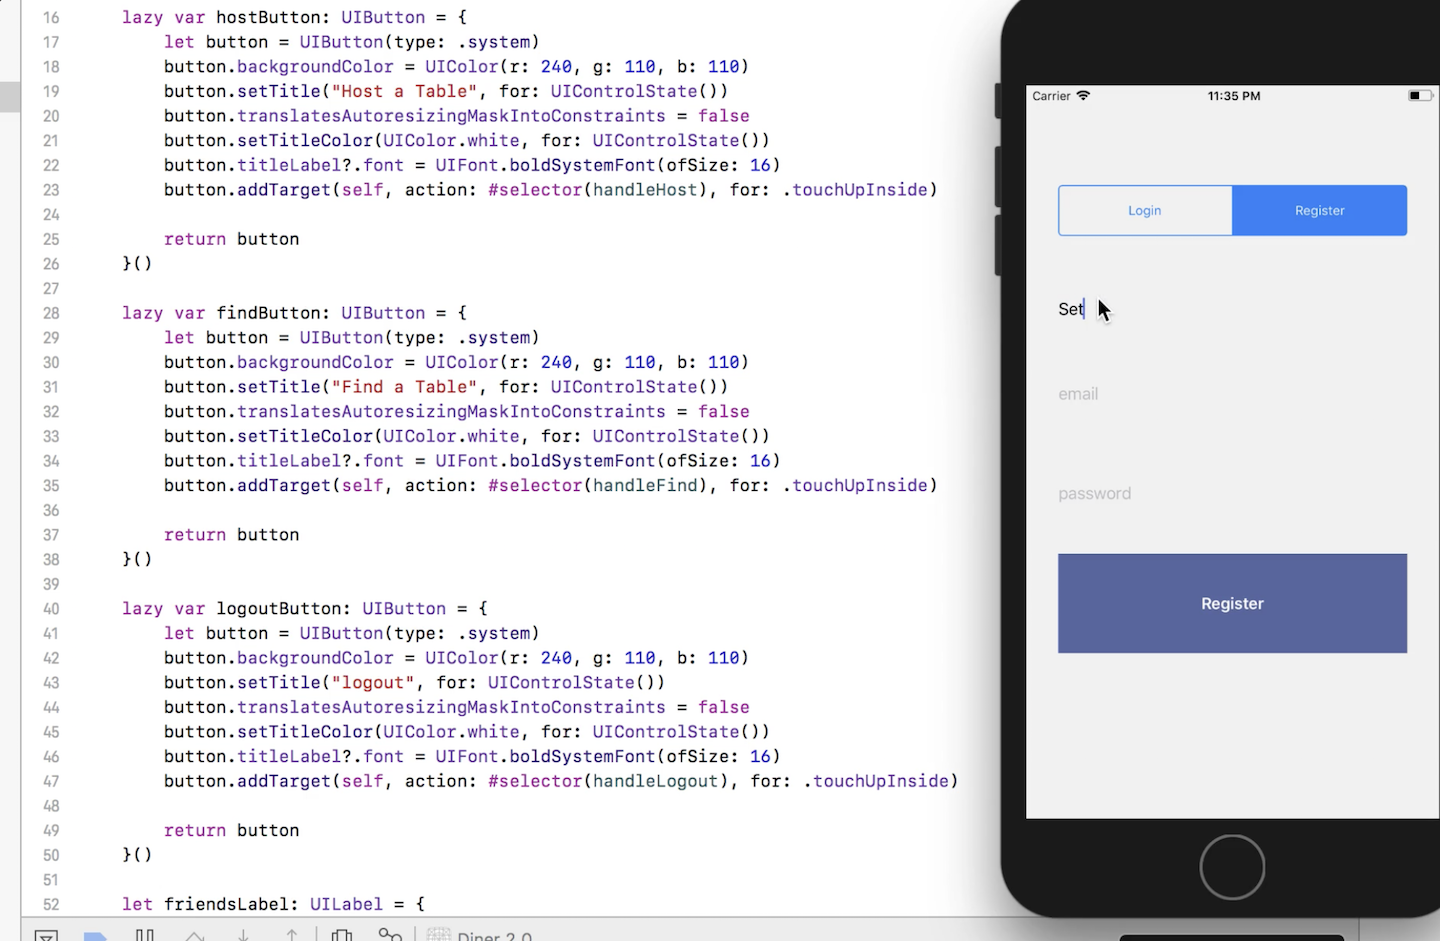 16 lazy var hostButton: UIButton = {
17 let button = UIButton(type: .system)
18 button.backgroundColor = UIColor(r: 240, g: 110, b: 110)
19 button.setTitle("Host a Table", for: UIControlState())
20 button.translatesAutoresizingMaskIntoConstraints = false
21 button.setTitleColor(UIColor.white, for: UIControlState())
22 button.titleLabel?.font = UIFont.boldSystemFont(ofSize: 16)
23 button.addTarget(self, action: #selector(handleHost), for: .touchUpInside)
24
25 return button
26 }()
27
28 lazy var findButton: UIButton = {
29 let button = UIButton(type: .system)
30 button.backgroundColor = UIColor(r: 240, g: 110, b: 110)
31 button.setTitle("Find a Table", for: UIControlState())
32 button.translatesAutoresizingMaskIntoConstraints = false
33 button.setTitleColor(UIColor.white, for: UIControlState())
34 button.titleLabel?.font = UIFont.boldSystemFont(ofSize: 16)
35 button.addTarget(self, action: #selector(handleFind), for: .touchUpInside)
36
37 return button
38 }()
39
40 lazy var logoutButton: UIButton = {
41 let button = UIButton(type: .system)
42 button.backgroundColor = UIColor(r: 240, g: 110, b: 110)
43 button.setTitle("logout", for: UIControlState())
44 button.translatesAutoresizingMaskIntoConstraints = false
45 button.setTitleColor(UIColor.white, for: UIControlState())
46 button.titleLabel?.font = UIFont.boldSystemFont(ofSize: 16)
47 button.addTarget(self, action: #selector(handleLogout), for: .touchUpInside)
48
49 return button
50 }()
51
52 let friendsLabel: UILabel = {
Diner 2.0
Carrier 11:35 PM
Login Register
Set
email
password
Register